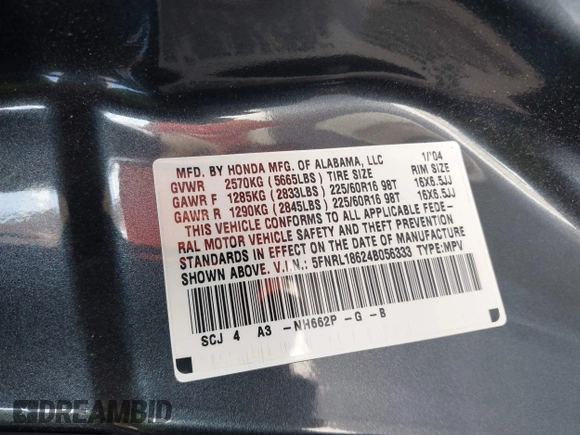 MFD. BY HONDA MFG. OF ALABAMA, LLC 1/'04
GVWR 2570KG (5665LBS) TIRE SIZE RIM SIZE
GAWR F 1285KG (2833LBS) 225/60R16 98T 16X6.5JJ
GAWR R 1290KG (2845LBS) 225/60R16 98T 16X6.5JJ
THIS VEHICLE CONFORMS TO ALL APPLICABLE FEDE-
RAL MOTOR VEHICLE SAFETY AND THEFT PREVENTION
STANDARDS IN EFFECT ON THE DATE OF MANUFACTURE
SHOWN ABOVE. V.I.N.: 5FNRL18624B056333 TYPE:MPV
SCJ 4 A3 -NH662P - G - B
DREAMBID